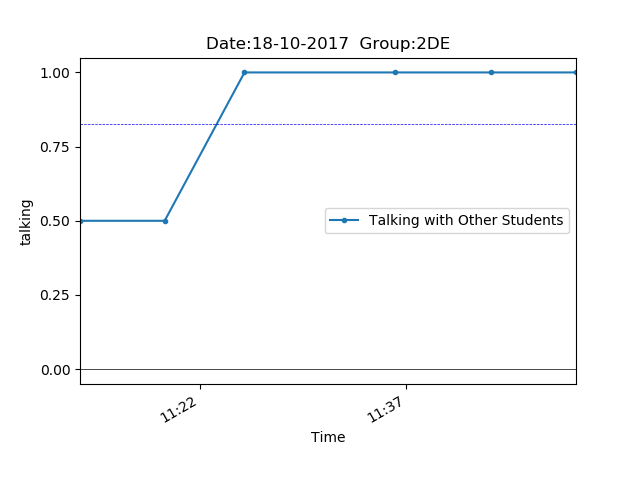 Date:18-10-2017  Group:2DE
1.00
0.75
0.50
0.25
0.00
talking
Talking with Other Students
11:22
11:37
Time